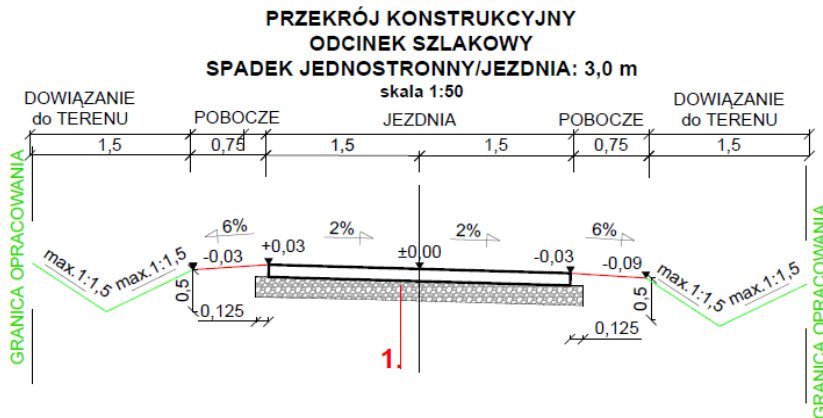 PRZEKRÓJ KONSTRUKCYJNY
ODCINEK SZLAKOWY
SPADEK JEDNOSTRONNY/JEZDNIA: 3,0 m
skala 1:50
DOWIĄZANIE
do TERENU
POBOCZE
JEZDNIA
POBOCZE
DOWIĄZANIE
do TERENU
1,5
0,75
1,5
1,5
0,75
1,5
GRANICA OPRACOWANIA
GRANICA OPRACOWANIA
6%
2%
2%
6%
-0,03
+0,03
±0,00
-0,03
-0,09
max.1:1,5
max.1:1,5
max.1:1,5
max.1:1,5
0,5
0,5
0,125
0,125
1.